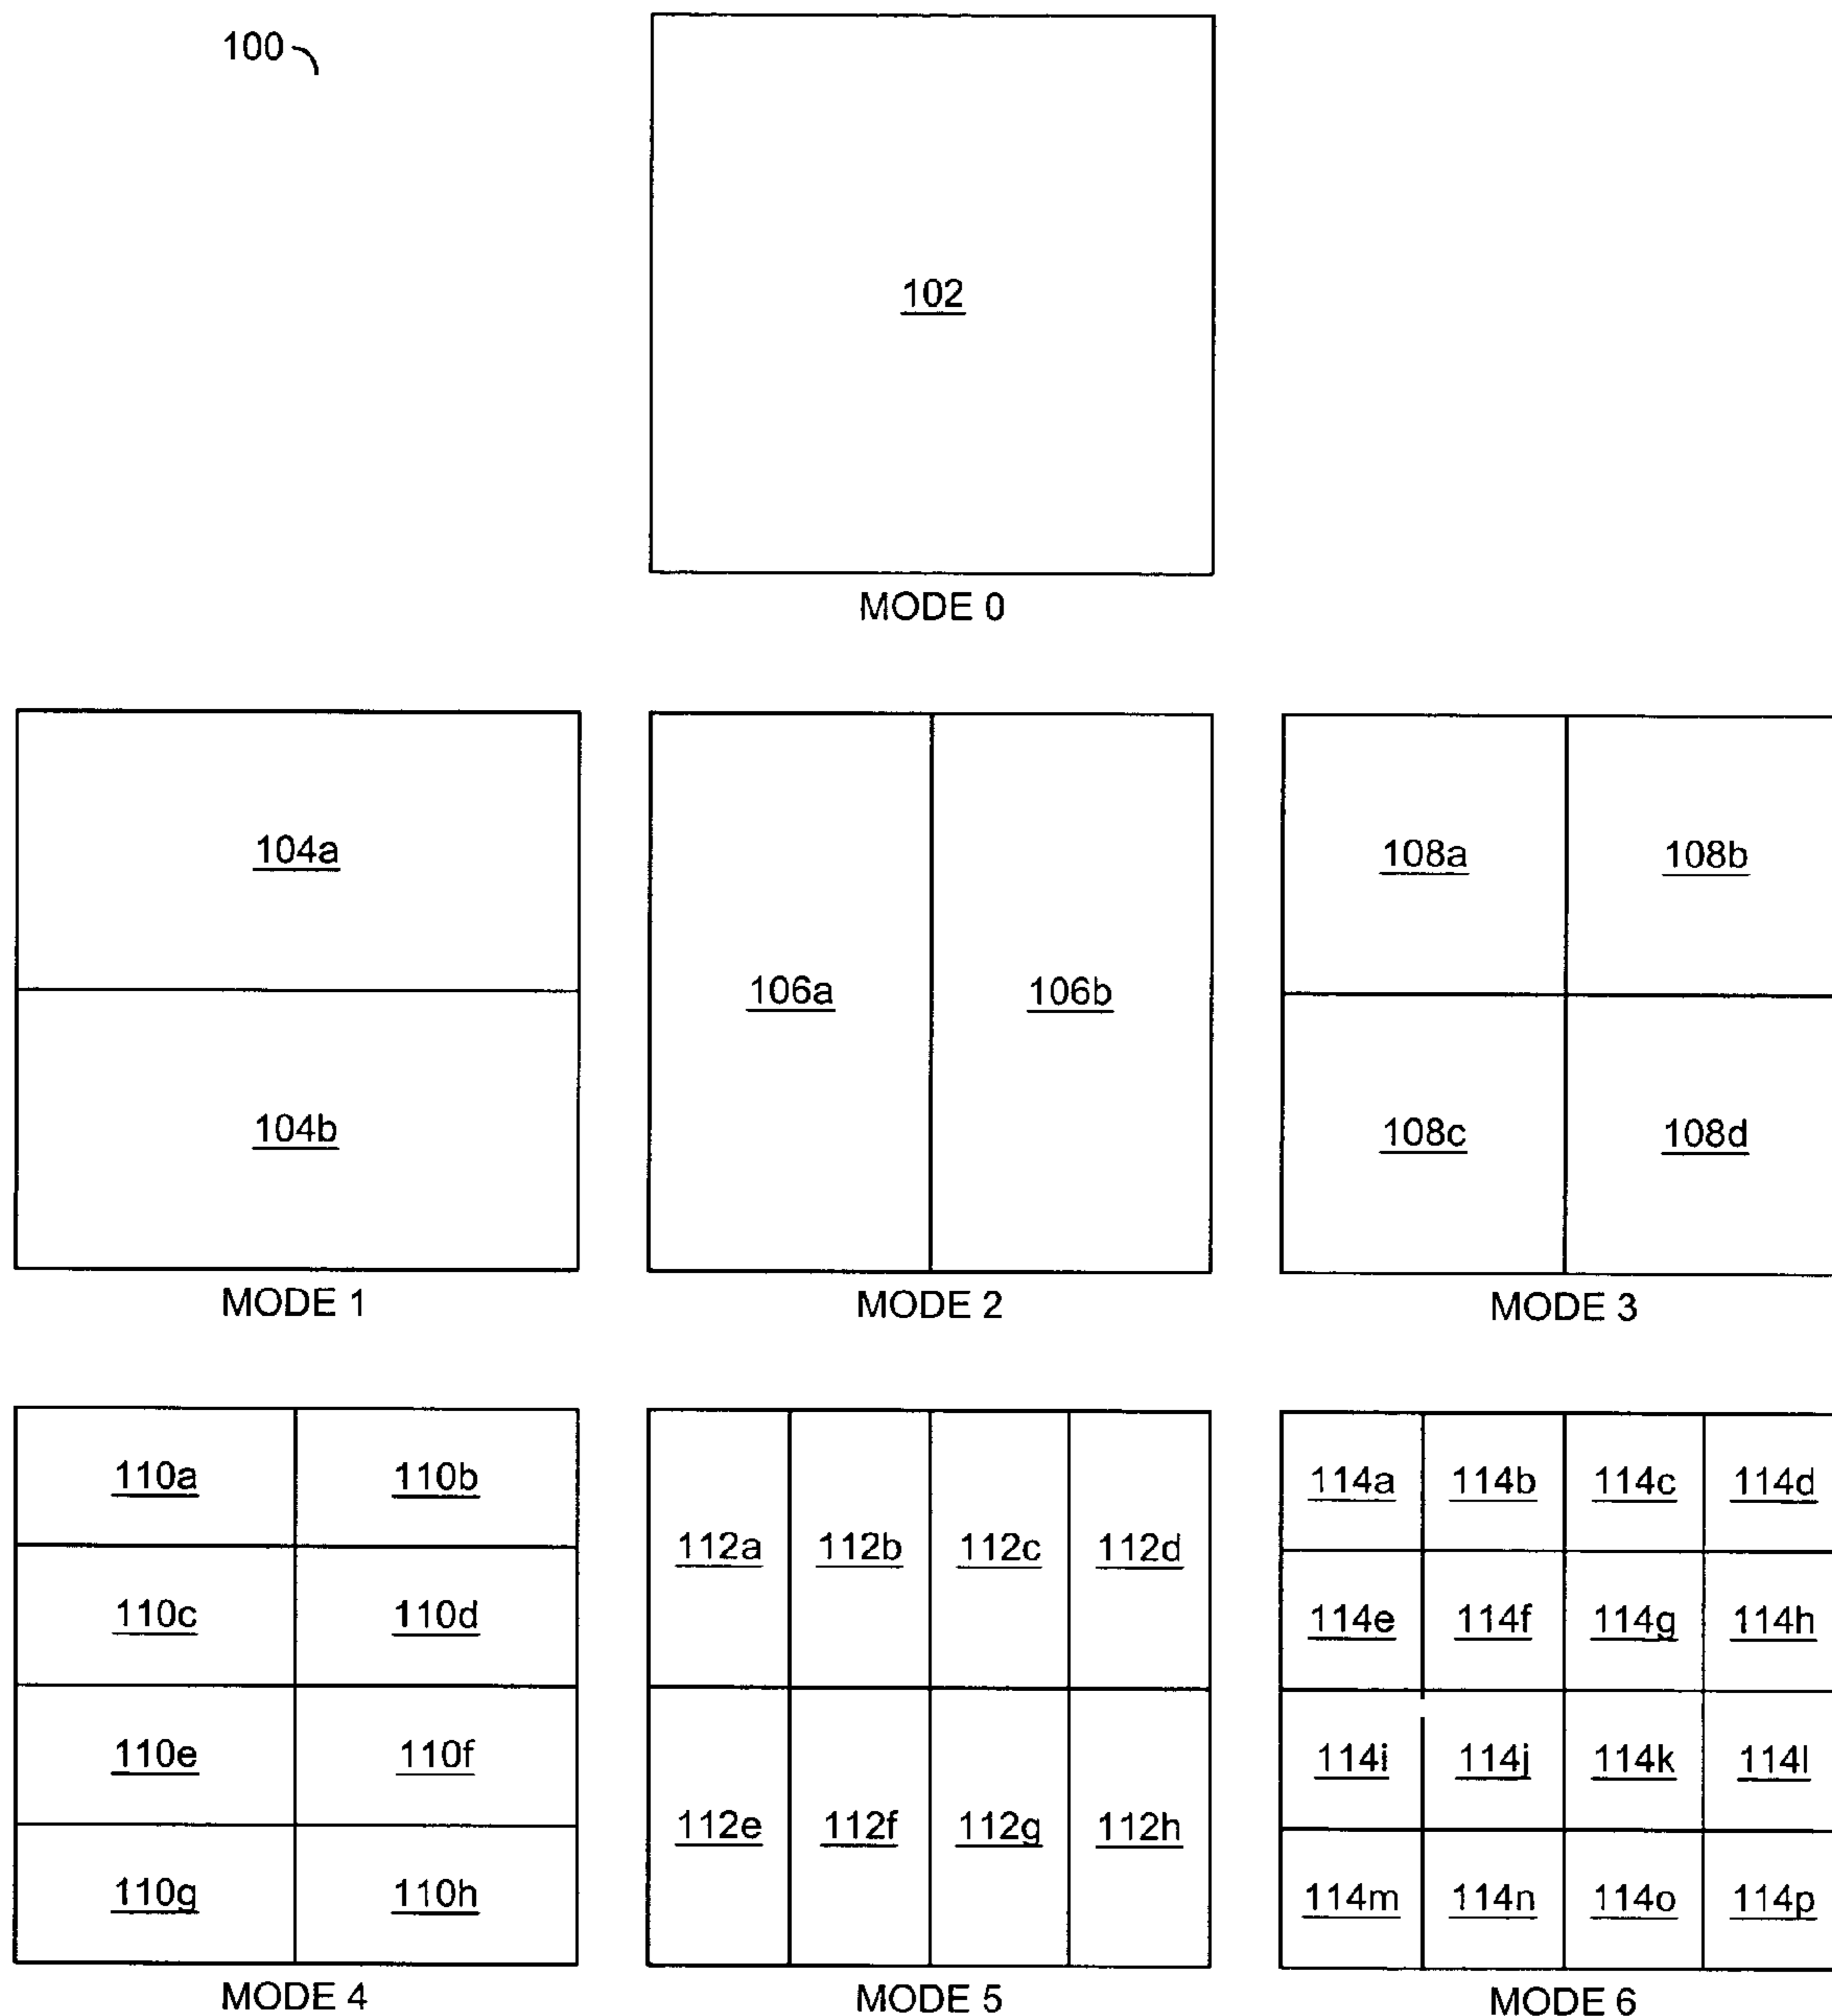 100
102
MODE 0
104a
104b
MODE 1
106a 106b
MODE 2
108a 108b
108c 108d
MODE 3
110a 110b
110c 110d
110e 110f
110g 110h
MODE 4
112a 112b 112c 112d
112e 112f 112g 112h
MODE 5
114a 114b 114c 114d
114e 114f 114g 114h
114i 114j 114k 114l
114m 114n 114o 114p
MODE 6